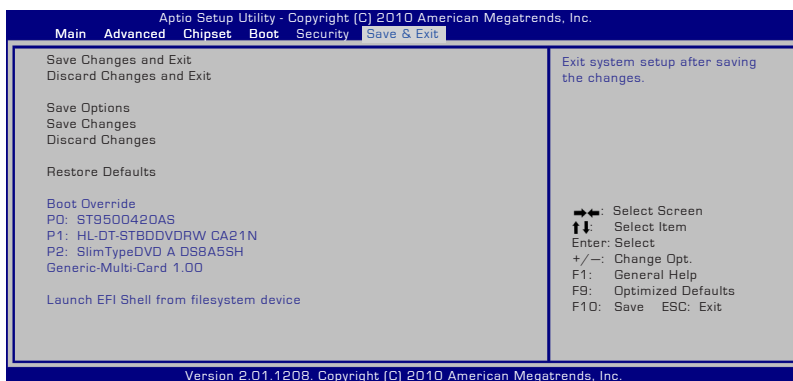 Aptio Setup Utility - Copyright (C) 2010 American Megatrends, Inc.
Main Advanced Chipset Boot Security Save & Exit
Save Changes and Exit
Discard Changes and Exit
Save Options
Save Changes
Discard Changes
Restore Defaults
Boot Override
P0: ST9500420AS
P1: HL-DT-STBDDVDRW CA21N
P2: SlimTypeDVD A DS8A5SH
Generic-Multi-Card 1.00
Launch EFI Shell from filesystem device
Exit system setup after saving
the changes.
→←: Select Screen
↑↓: Select Item
Enter: Select
+/—: Change Opt.
F1: General Help
F9: Optimized Defaults
F10: Save ESC: Exit
Version 2.01.1208. Copyright (C) 2010 American Megatrends, Inc.